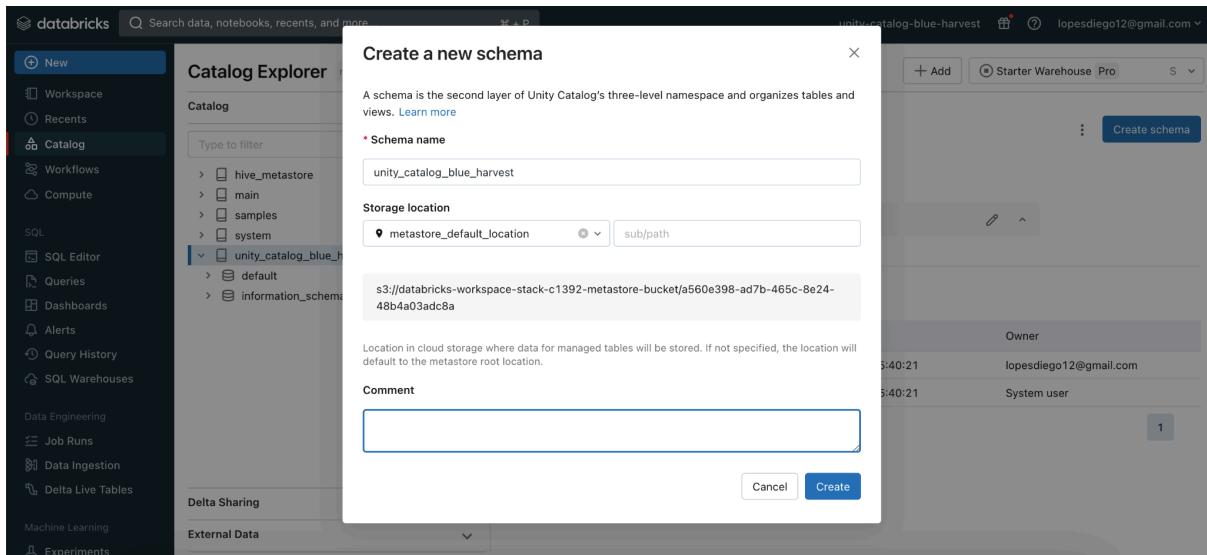 databricks
Search data, notebooks, recents, and more...
⌘ + P
unity-catalog-blue-harvest
lopesdiego12@gmail.com
New
Workspace
Recents
Catalog
Workflows
Compute
SQL
SQL Editor
Queries
Dashboards
Alerts
Query History
SQL Warehouses
Data Engineering
Job Runs
Data Ingestion
Delta Live Tables
Machine Learning
Experiments
Catalog Explorer
Catalog
Type to filter
hive_metastore
main
samples
system
unity_catalog_blue_h
default
information_schema
Delta Sharing
External Data
Create a new schema
A schema is the second layer of Unity Catalog's three-level namespace and organizes tables and
views. Learn more
* Schema name
unity_catalog_blue_harvest
Storage location
metastore_default_location
sub/path
s3://databricks-workspace-stack-c1392-metastore-bucket/a560e398-ad7b-465c-8e24-
48b4a03adc8a
Location in cloud storage where data for managed tables will be stored. If not specified, the location will
default to the metastore root location.
Comment
Cancel
Create
+ Add
Starter Warehouse Pro S
Create schema
Owner
5:40:21 lopesdiego12@gmail.com
5:40:21 System user
1